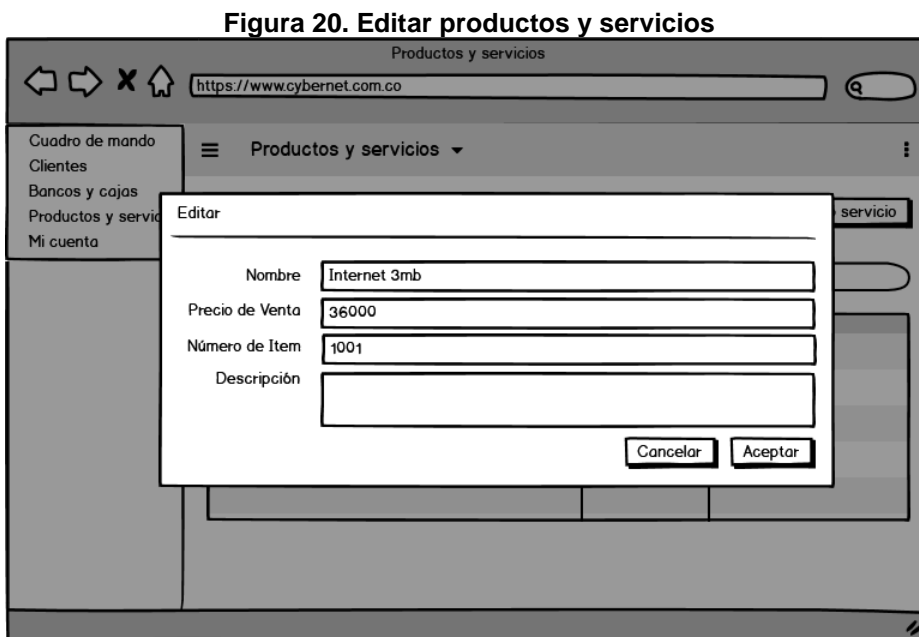 Figura 20. Editar productos y servicios
Productos y servicios
https://www.cybernet.com.co
Cuadro de mando
Clientes
Bancos y cajas
Productos y servic
Mi cuenta
Productos y servicios
servicio
Editar
Nombre
Internet 3mb
Precio de Venta
36000
Número de Item
1001
Descripción
Cancelar
Aceptar